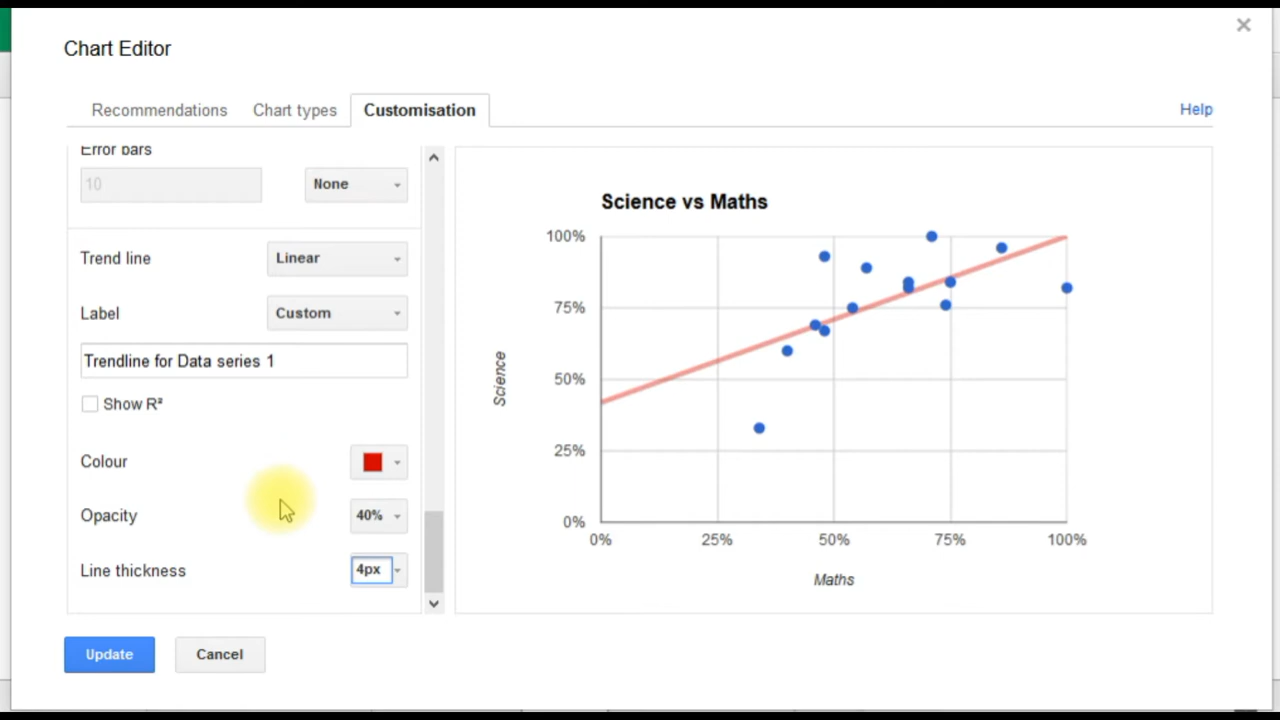 Chart Editor
Recommendations Chart types Customisation Help
Error bars
10 None
Trend line Linear
Label Custom
Trendline for Data series 1
Show R²
Colour
Opacity 40%
Line thickness 4px
Update Cancel
Science vs Maths
100%
75%
50%
25%
0%
Science
0% 25% 50% 75% 100%
Maths